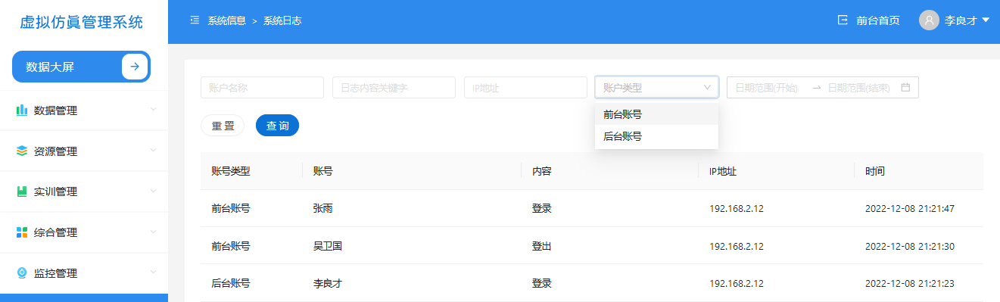 虚拟仿真管理系统
数据大屏
数据管理
资源管理
实训管理
综合管理
监控管理
系统信息 > 系统日志
前台首页
李良才
账户名称
日志内容关键字
IP地址
账户类型
日期范围(开始)
日期范围(结束)
前台账号
后台账号
重 置
查 询
账号类型 账号 内容 IP地址 时间
前台账号 张雨 登录 192.168.2.12 2022-12-08 21:21:47
前台账号 吴卫国 登出 192.168.2.12 2022-12-08 21:21:30
后台账号 李良才 登录 192.168.2.12 2022-12-08 21:21:23